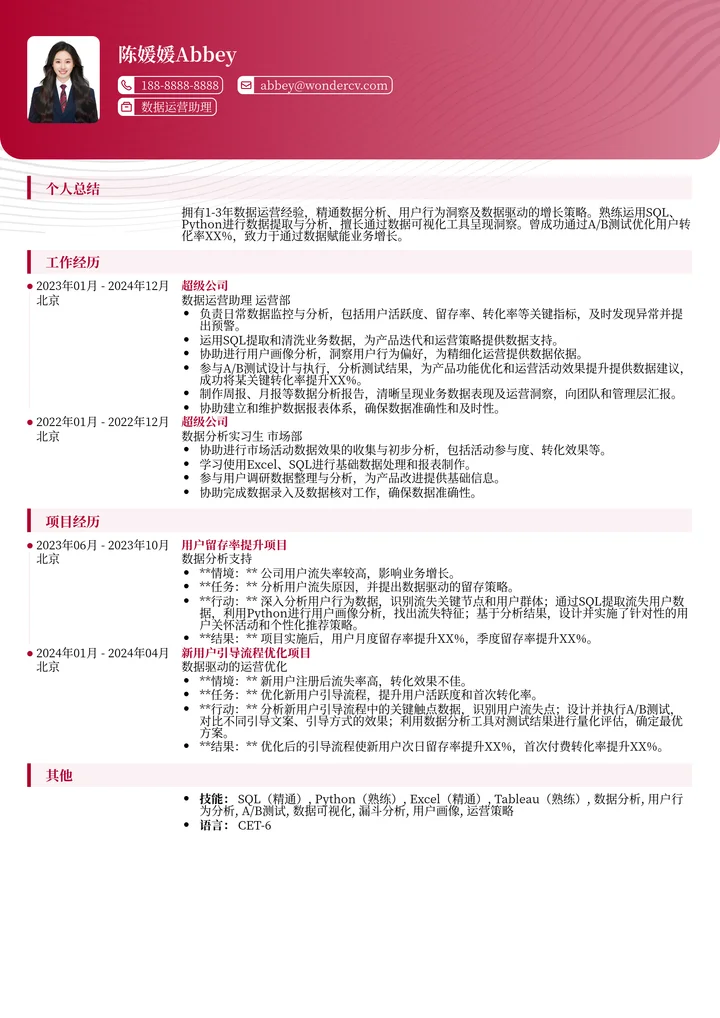 陈媛媛Abbey
188-8888-8888
abbey@wondercv.com
数据运营助理
个人总结
拥有1-3年数据运营经验，精通数据分析、用户行为洞察及数据驱动的增长策略。熟练运用SQL、
Python进行数据提取与分析，擅长通过数据可视化工具呈现洞察。曾成功通过A/B测试优化用户转
化率XX%，致力于通过数据赋能业务增长。
工作经历
2023年01月 - 2024年12月
北京
超级公司
数据运营助理 运营部
• 负责日常数据监控与分析，包括用户活跃度、留存率、转化率等关键指标，及时发现异常并提
出预警。
• 运用SQL提取和清洗业务数据，为产品迭代和运营策略提供数据支持。
• 协助进行用户画像分析，洞察用户行为偏好，为精细化运营提供数据依据。
• 参与A/B测试设计与执行，分析测试结果，为产品功能优化和运营活动效果提升提供数据建议，
成功将某关键转化率提升XX%。
• 制作周报、月报等数据分析报告，清晰呈现业务数据表现及运营洞察，向团队和管理层汇报。
• 协助建立和维护数据报表体系，确保数据准确性和及时性。
2022年01月 - 2022年12月
北京
超级公司
数据分析实习生 市场部
• 协助进行市场活动数据效果的收集与初步分析，包括活动参与度、转化效果等。
• 学习使用Excel、SQL进行基础数据处理和报表制作。
• 参与用户调研数据整理与分析，为产品改进提供基础信息。
• 协助完成数据录入及数据核对工作，确保数据准确性。
项目经历
2023年06月 - 2023年10月
北京
用户留存率提升项目
数据分析支持
• **情境：** 公司用户流失率较高，影响业务增长。
• **任务：** 分析用户流失原因，并提出数据驱动的留存策略。
• **行动：** 深入分析用户行为数据，识别流失关键节点和用户群体；通过SQL提取流失用户数
据，利用Python进行用户画像分析，找出流失特征；基于分析结果，设计并实施了针对性的用
户关怀活动和个性化推荐策略。
• **结果：** 项目实施后，用户月度留存率提升XX%，季度留存率提升XX%。
2024年01月 - 2024年04月
北京
新用户引导流程优化项目
数据驱动的运营优化
• **情境：** 新用户注册后流失率高，转化效果不佳。
• **任务：** 优化新用户引导流程，提升用户活跃度和首次转化率。
• **行动：** 分析新用户引导流程中的关键触点数据，识别用户流失点；设计并执行A/B测试，
对比不同引导文案、引导方式的效果；利用数据分析工具对测试结果进行量化评估，确定最优
方案。
• **结果：** 优化后的引导流程使新用户次日留存率提升XX%，首次付费转化率提升XX%。
其他
• 技能： SQL（精通）, Python（熟练）, Excel（精通）, Tableau（熟练）, 数据分析, 用户行
为分析, A/B测试, 数据可视化, 漏斗分析, 用户画像, 运营策略
• 语言： CET-6